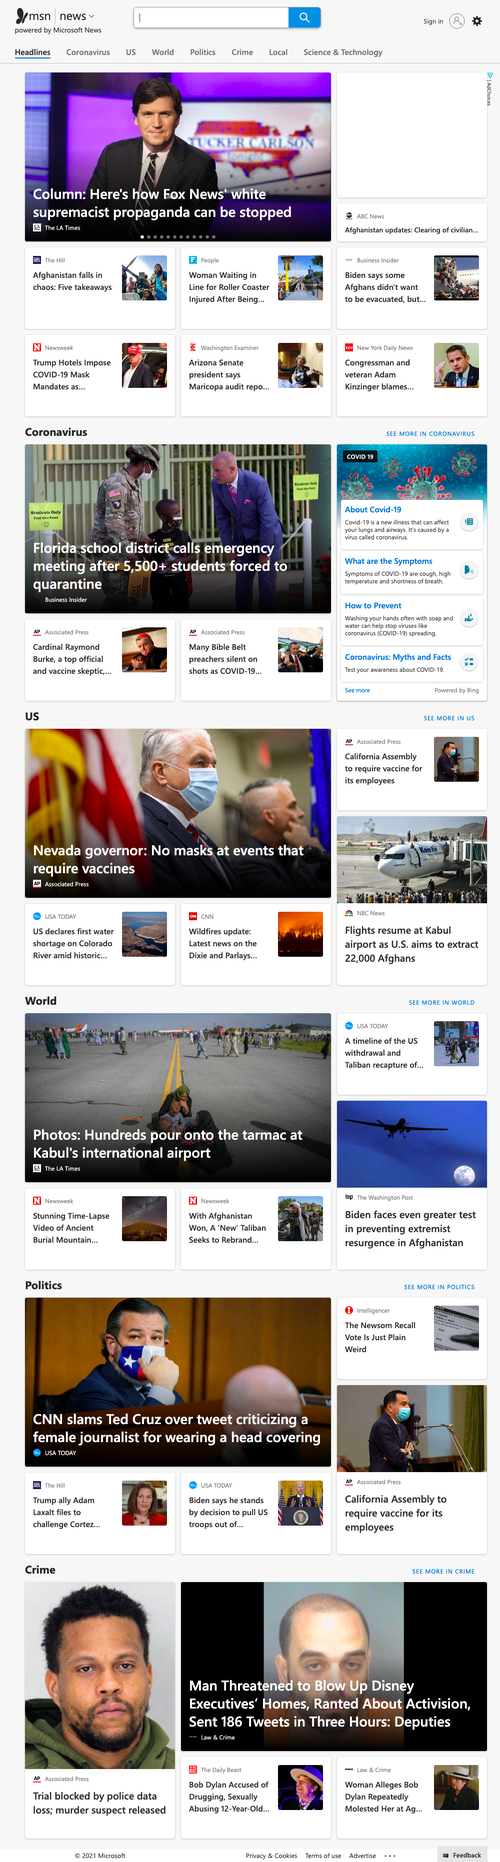 msn news
powered by Microsoft News
Sign in
Headlines Coronavirus US World Politics Crime Local Science & Technology
AdChoices
TUCKER CARLSON
Column: Here's how Fox News' white
supremacist propaganda can be stopped
The LA Times
ABC News
Afghanistan updates: Clearing of civilian...
The Hill
Afghanistan falls in
chaos: Five takeaways
People
Woman Waiting in
Line for Roller Coaster
Injured After Being...
Business Insider
Biden says some
Afghans didn't want
to be evacuated, but...
Newsweek
Trump Hotels Impose
COVID-19 Mask
Mandates as...
Washington Examiner
Arizona Senate
president says
Maricopa audit repo...
New York Daily News
Congressman and
veteran Adam
Kinzinger blames...
Coronavirus
SEE MORE IN CORONAVIRUS
Students Only
Students Only
Florida school district calls emergency
meeting after 5,500+ students forced to
quarantine
Business Insider
COVID 19
About Covid-19
Covid-19 is a new illness that can affect
your lungs and airways. It's caused by a
virus called coronavirus.
What are the Symptoms
Symptoms of COVID-19 are cough, high
temperature and shortness of breath.
How to Prevent
Washing your hands often with soap and
water can help stop viruses like
coronavirus (COVID-19) spreading.
Coronavirus: Myths and Facts
Test your awareness about COVID-19.
See more
Powered by Bing
AP Associated Press
Cardinal Raymond
Burke, a top official
and vaccine skeptic,...
AP Associated Press
Many Bible Belt
preachers silent on
shots as COVID-19...
US
SEE MORE IN US
Nevada governor: No masks at events that
require vaccines
AP Associated Press
AP Associated Press
California Assembly
to require vaccine for
its employees
Kam Air
NBC News
Flights resume at Kabul
airport as U.S. aims to extract
22,000 Afghans
USA TODAY
US declares first water
shortage on Colorado
River amid historic...
CNN
Wildfires update:
Latest news on the
Dixie and Parlays...
World
SEE MORE IN WORLD
Photos: Hundreds pour onto the tarmac at
Kabul's international airport
The LA Times
USA TODAY
A timeline of the US
withdrawal and
Taliban recapture of...
wp The Washington Post
Biden faces even greater test
in preventing extremist
resurgence in Afghanistan
Newsweek
Stunning Time-Lapse
Video of Ancient
Burial Mountain...
Newsweek
With Afghanistan
Won, A 'New' Taliban
Seeks to Rebrand...
Politics
SEE MORE IN POLITICS
CNN slams Ted Cruz over tweet criticizing a
female journalist for wearing a head covering
USA TODAY
Intelligencer
The Newsom Recall
Vote Is Just Plain
Weird
AP Associated Press
California Assembly to
require vaccine for its
employees
The Hill
Trump ally Adam
Laxalt files to
challenge Cortez...
USA TODAY
Biden says he stands
by decision to pull US
troops out of...
Crime
SEE MORE IN CRIME
AP Associated Press
Trial blocked by police data
loss; murder suspect released
Man Threatened to Blow Up Disney
Executives' Homes, Ranted About Activision,
Sent 186 Tweets in Three Hours: Deputies
Law & Crime
The Daily Beast
Bob Dylan Accused of
Drugging, Sexually
Abusing 12-Year-Old...
Law & Crime
Woman Alleges Bob
Dylan Repeatedly
Molested Her at Ag...
© 2021 Microsoft
Privacy & Cookies Terms of use Advertise ...
Feedback